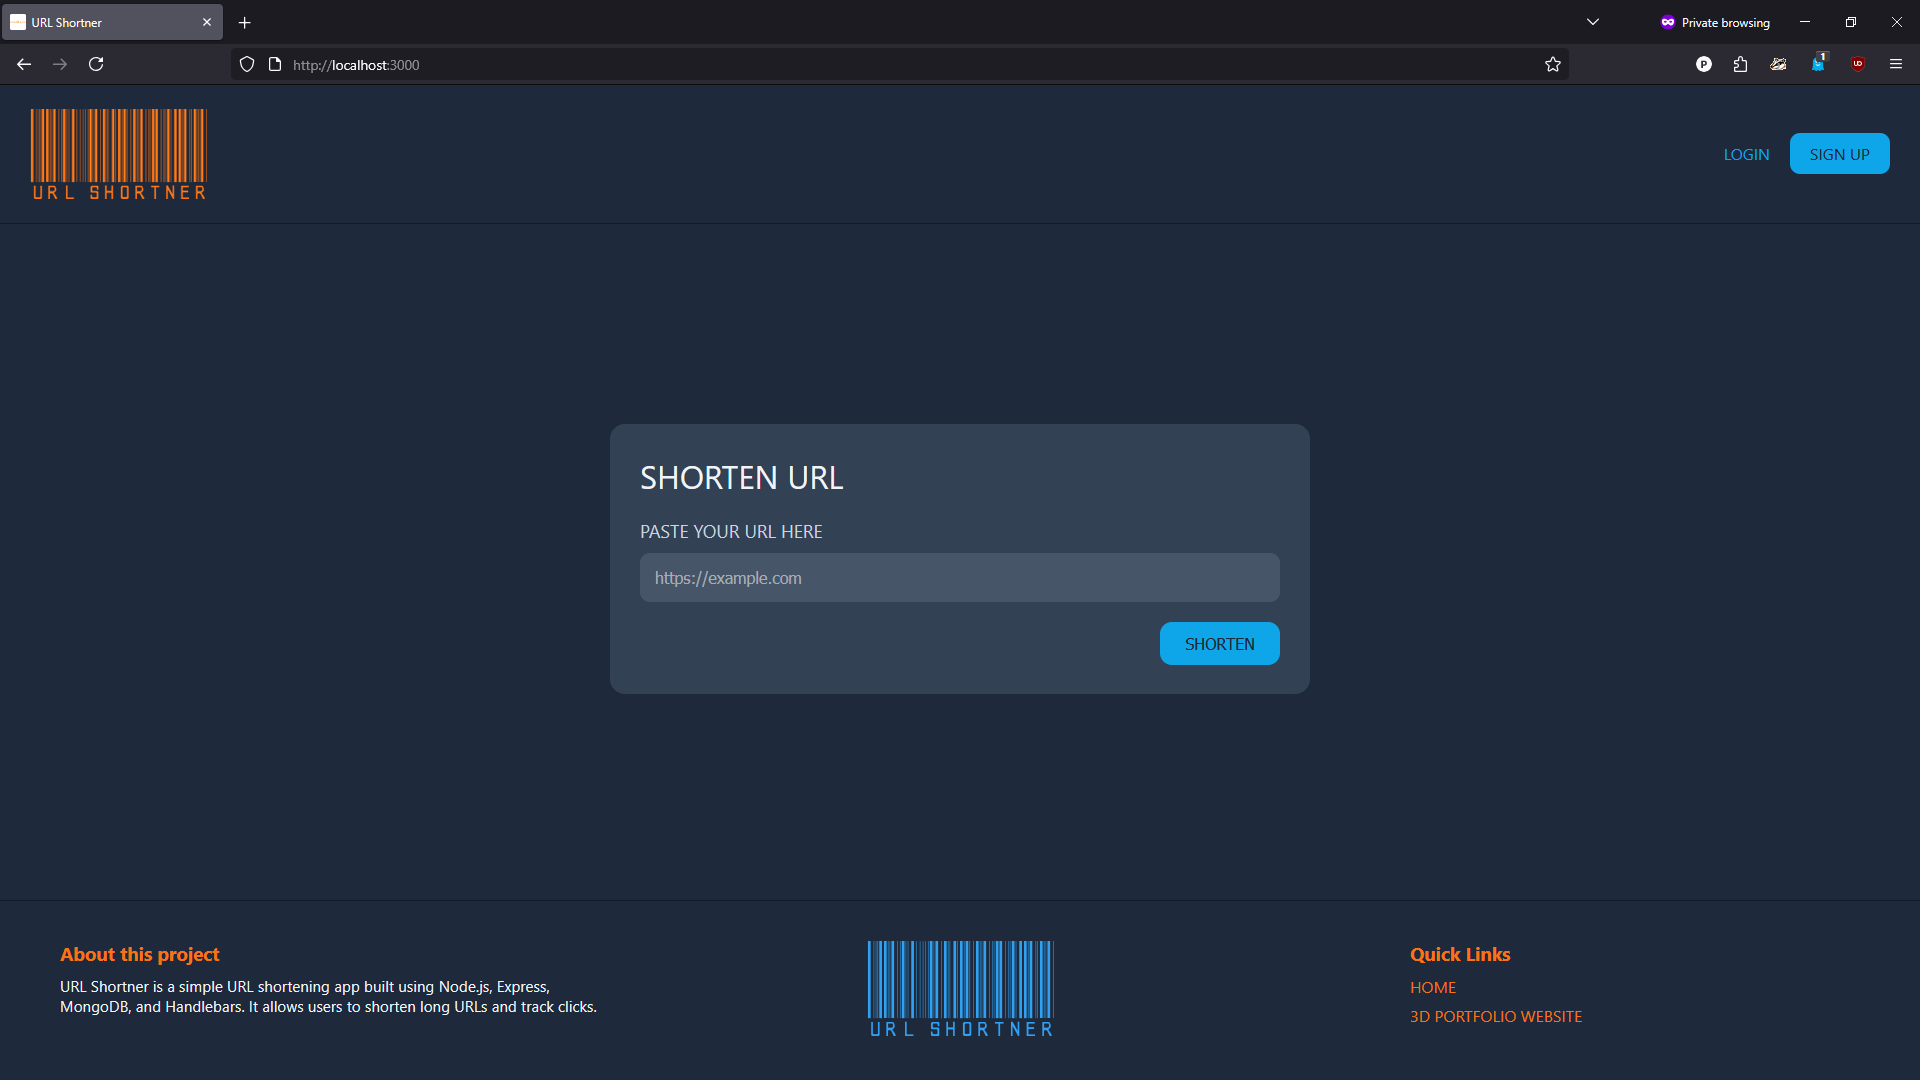 URL Shortner
Private browsing
http://localhost:3000
1
URL SHORTNER
LOGIN
SIGN UP
SHORTEN URL
PASTE YOUR URL HERE
https://example.com
SHORTEN
About this project
URL Shortner is a simple URL shortening app built using Node.js, Express,
MongoDB, and Handlebars. It allows users to shorten long URLs and track clicks.
URL SHORTNER
Quick Links
HOME
3D PORTFOLIO WEBSITE